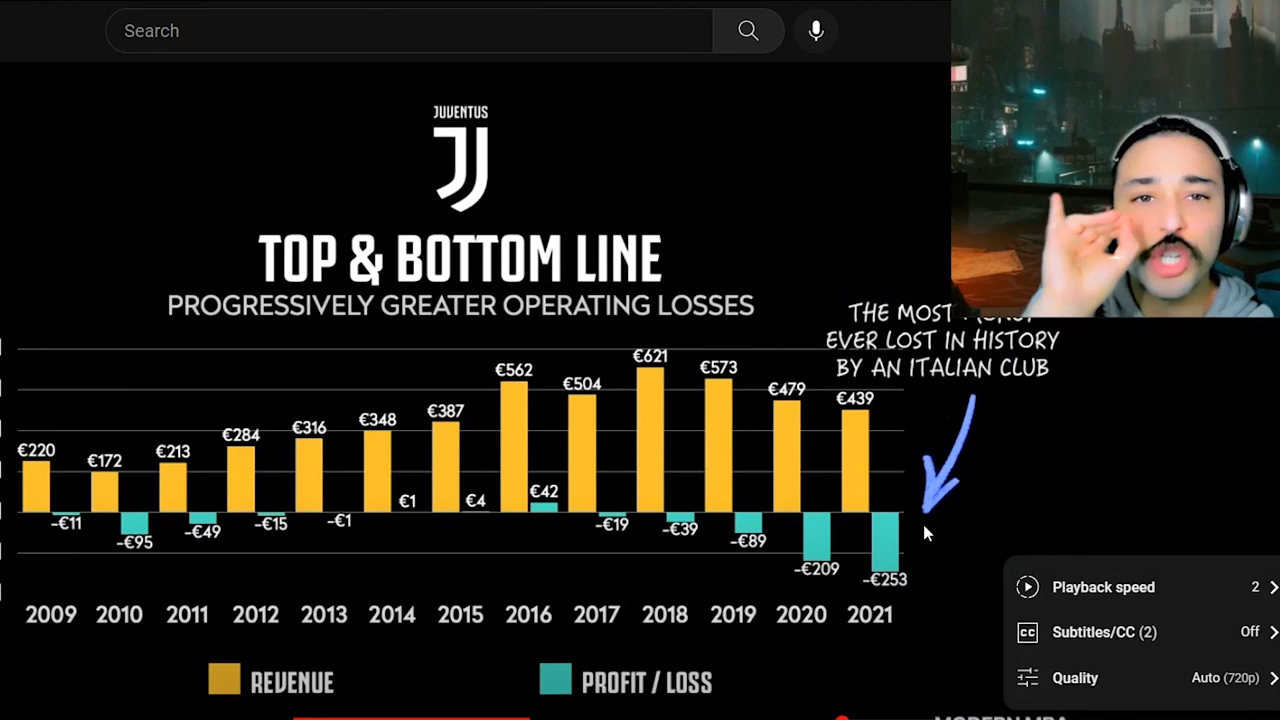 Search
JUVENTUS
TOP & BOTTOM LINE
PROGRESSIVELY GREATER OPERATING LOSSES
THE MOST
EVER LOST IN HISTORY
BY AN ITALIAN CLUB
€220 €172 €213 €284 €316 €348 €387 €562 €504 €621 €573 €479 €439
-€11 -€95 -€49 -€15 -€1 €1 €4 €42 -€19 -€39 -€89 -€209 -€253
2009 2010 2011 2012 2013 2014 2015 2016 2017 2018 2019 2020 2021
REVENUE PROFIT / LOSS
Playback speed 2
CC Subtitles/CC (2) Off
Quality Auto (720p)